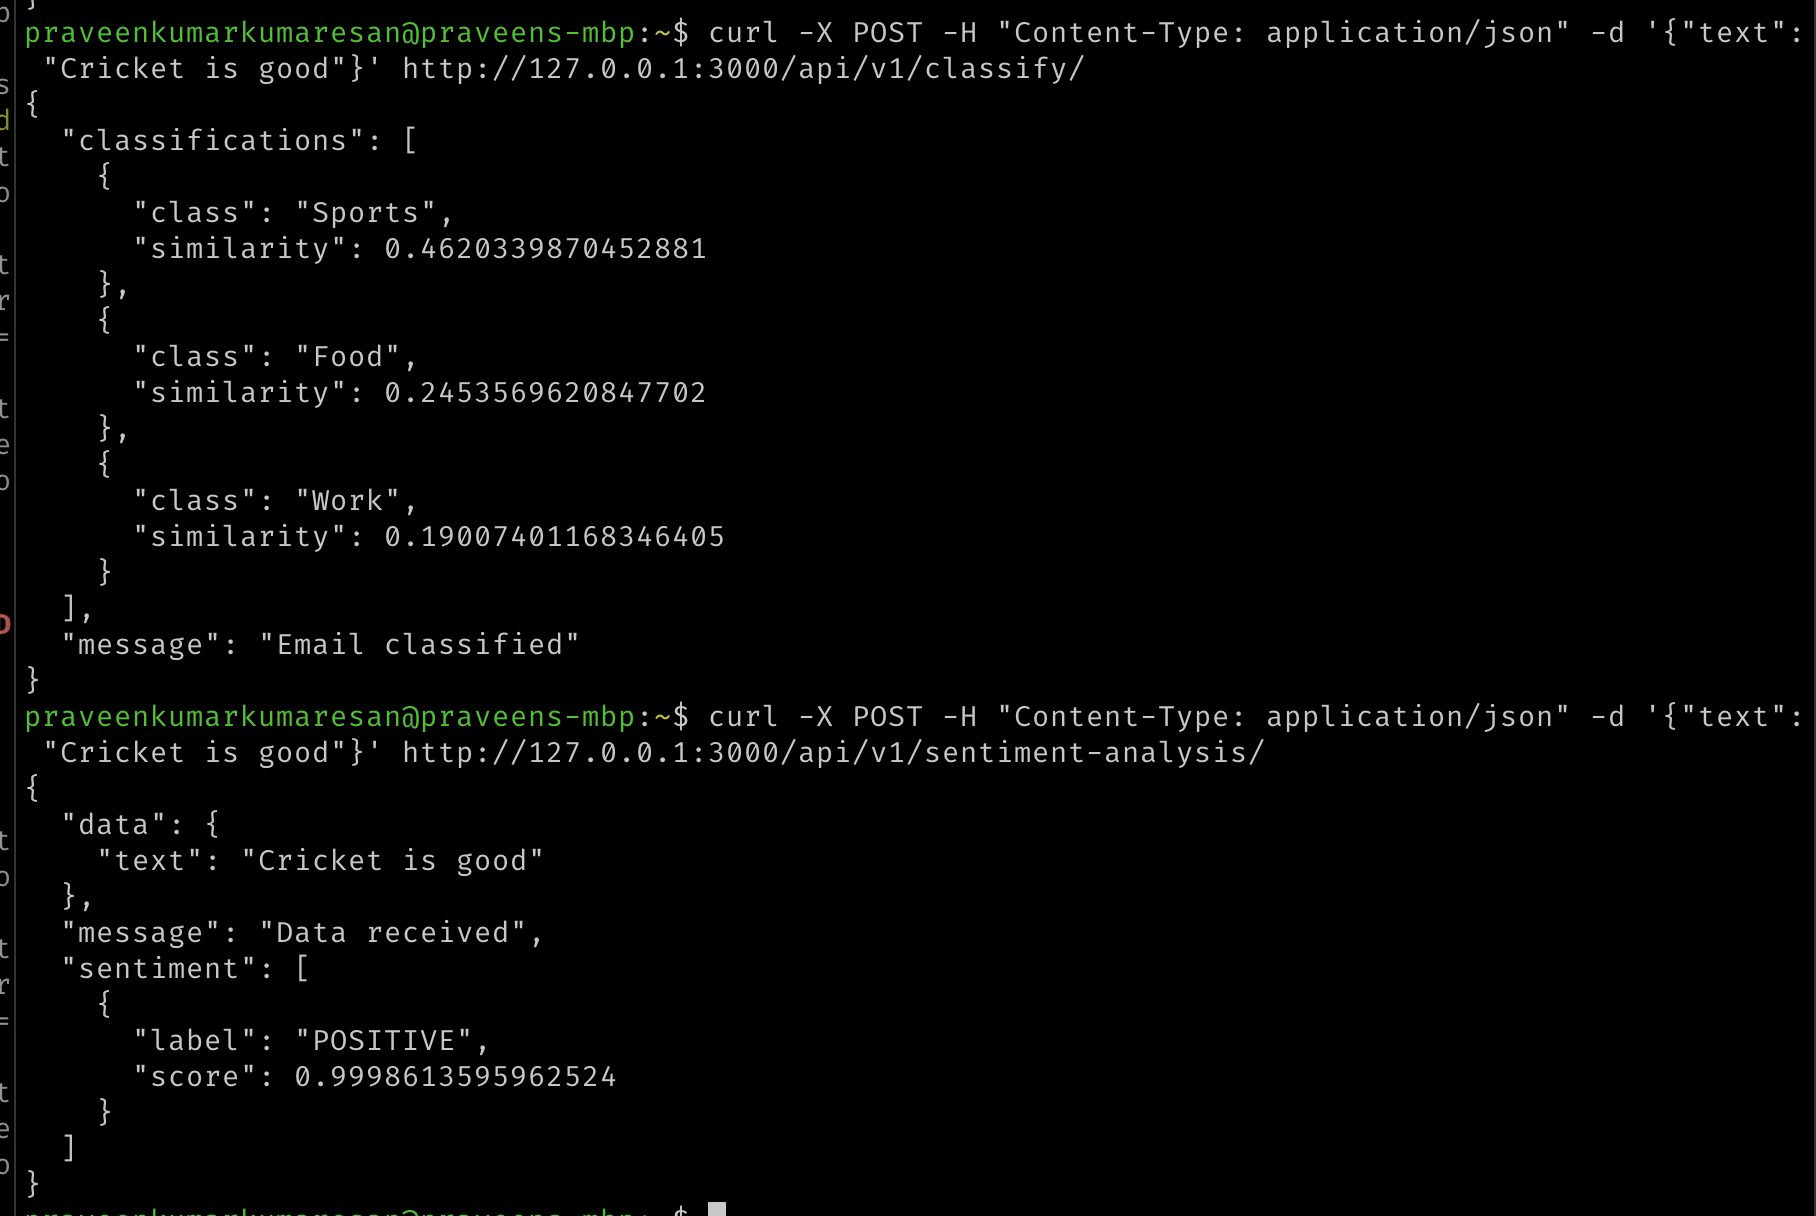 praveenkumarkumaresan@praveens-mbp:~$ curl -X POST -H "Content-Type: application/json" -d '{"text":
"Cricket is good"}' http://127.0.0.1:3000/api/v1/classify/
{
  "classifications": [
    {
      "class": "Sports",
      "similarity": 0.4620339870452881
    },
    {
      "class": "Food",
      "similarity": 0.2453569620847702
    },
    {
      "class": "Work",
      "similarity": 0.19007401168346405
    }
  ],
  "message": "Email classified"
}
praveenkumarkumaresan@praveens-mbp:~$ curl -X POST -H "Content-Type: application/json" -d '{"text":
"Cricket is good"}' http://127.0.0.1:3000/api/v1/sentiment-analysis/
{
  "data": {
    "text": "Cricket is good"
  },
  "message": "Data received",
  "sentiment": [
    {
      "label": "POSITIVE",
      "score": 0.9998613595962524
    }
  ]
}
praveenkumarkumaresan@praveens-mbp:~$